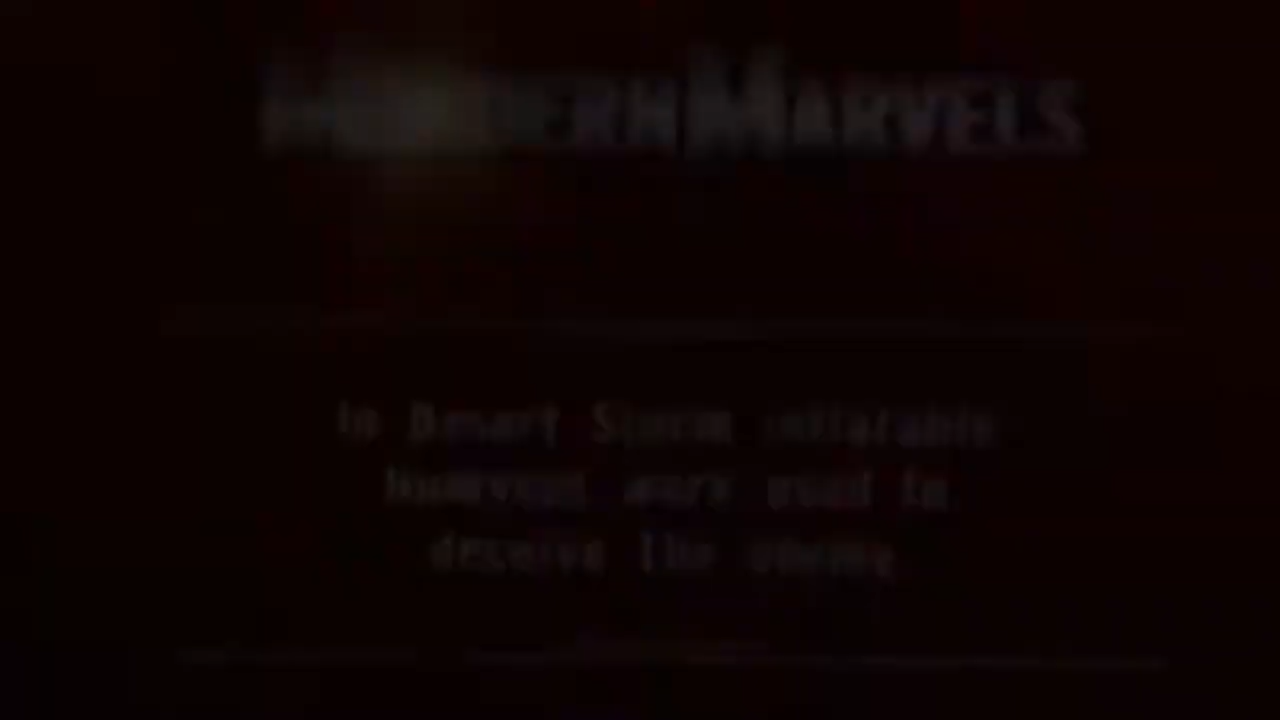 MODERN MARVELS
In Desert Storm inflatable
Humvees were used to
deceive the enemy